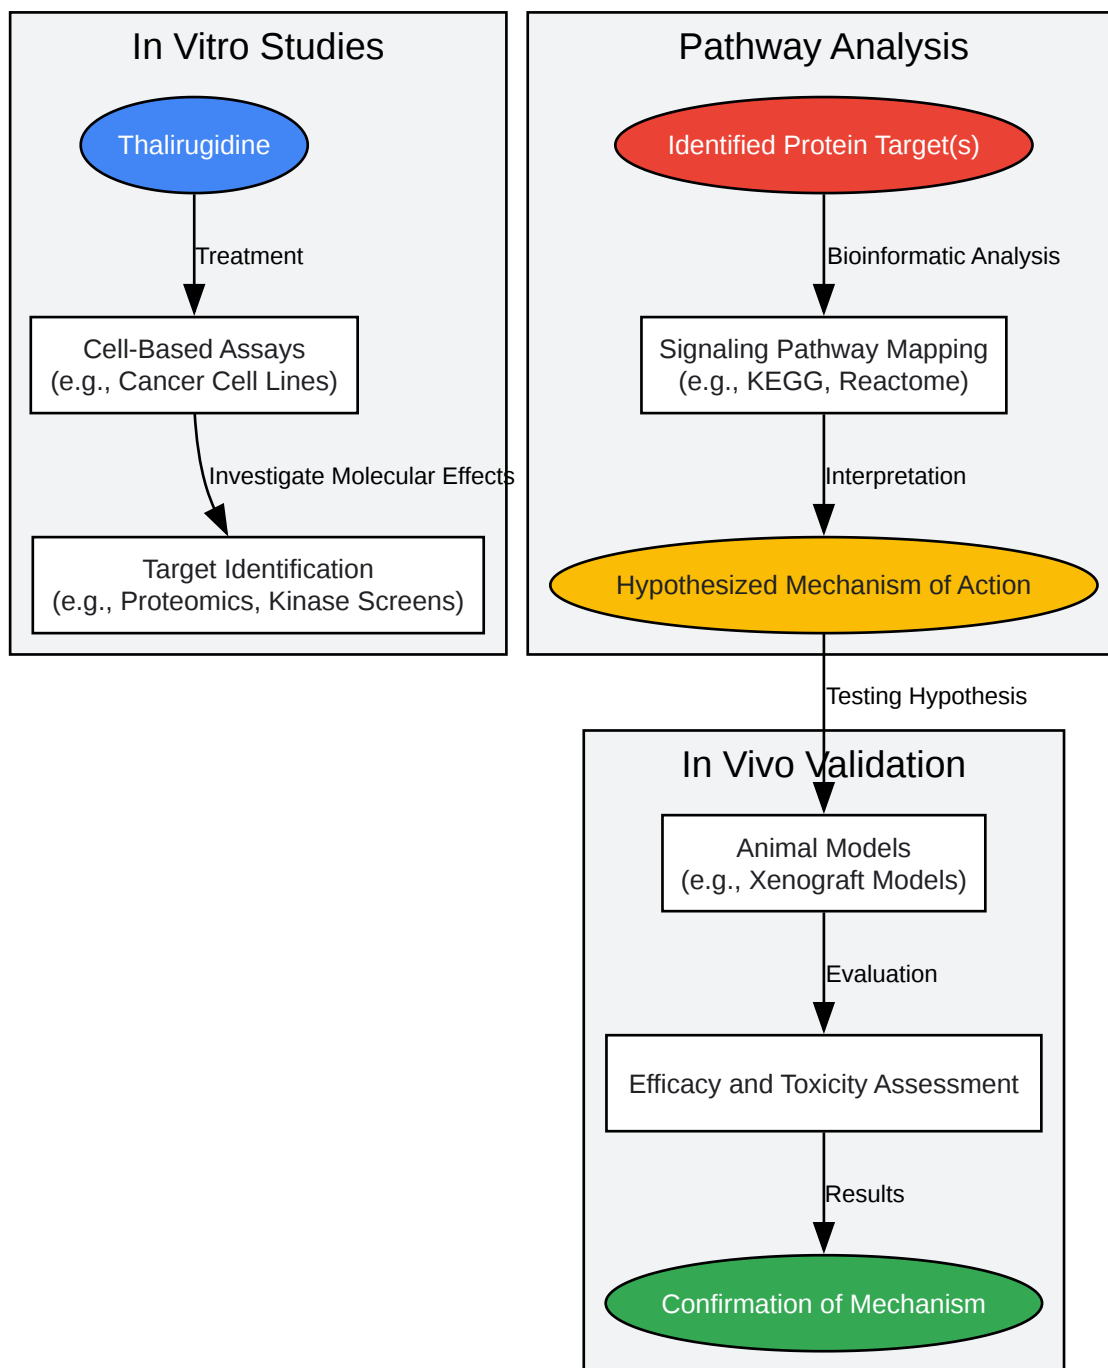 In Vitro Studies
Thalirugidine
Treatment
Cell-Based Assays
(e.g., Cancer Cell Lines)
Investigate Molecular Effects
Target Identification
(e.g., Proteomics, Kinase Screens)
Pathway Analysis
Identified Protein Target(s)
Bioinformatic Analysis
Signaling Pathway Mapping
(e.g., KEGG, Reactome)
Interpretation
Hypothesized Mechanism of Action
Testing Hypothesis
In Vivo Validation
Animal Models
(e.g., Xenograft Models)
Evaluation
Efficacy and Toxicity Assessment
Results
Confirmation of Mechanism